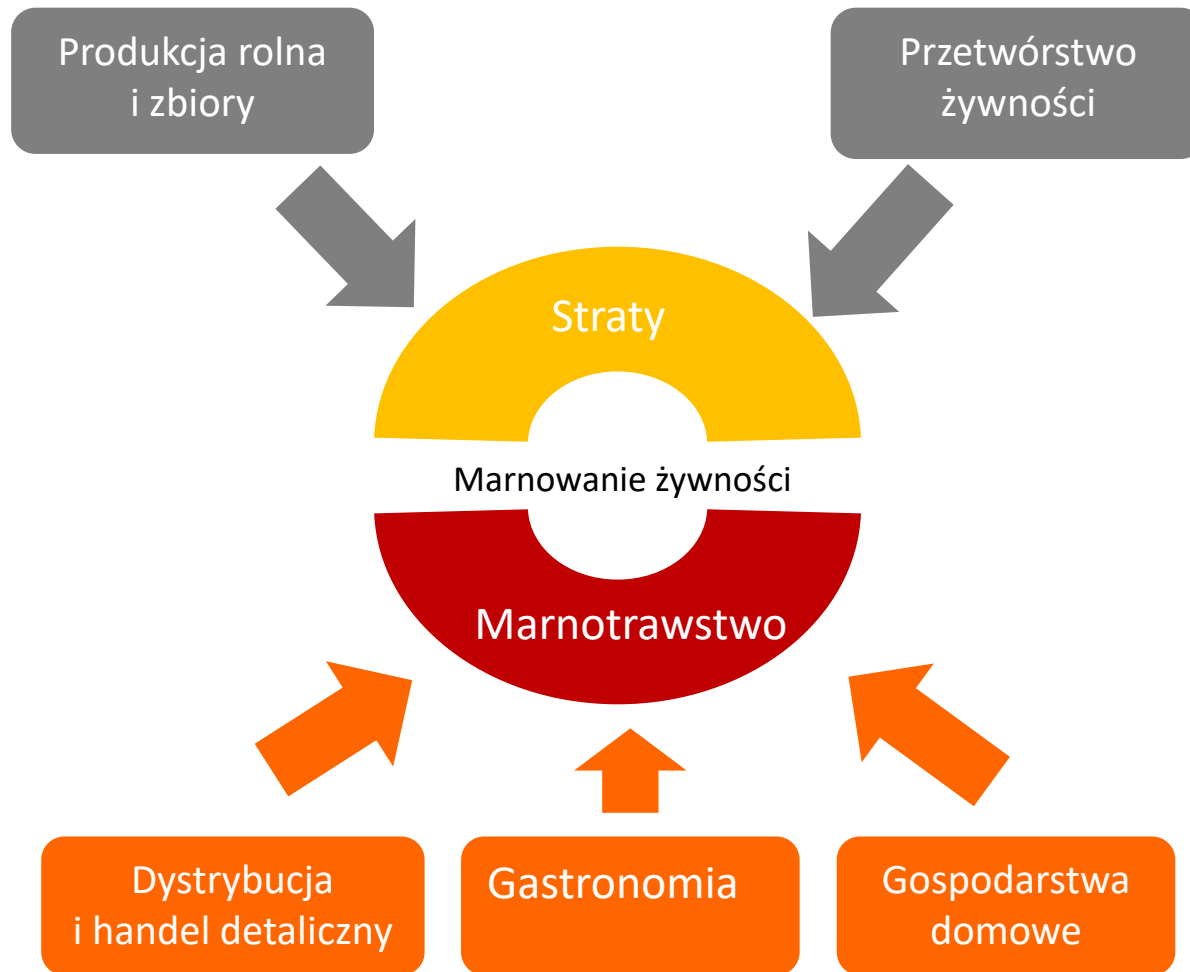 Produkcja rolna
i zbiory
Przetwórstwo
żywności
Straty
Marnowanie żywności
Marnotrawstwo
Dystrybucja
i handel detaliczny
Gastronomia
Gospodarstwa
domowe